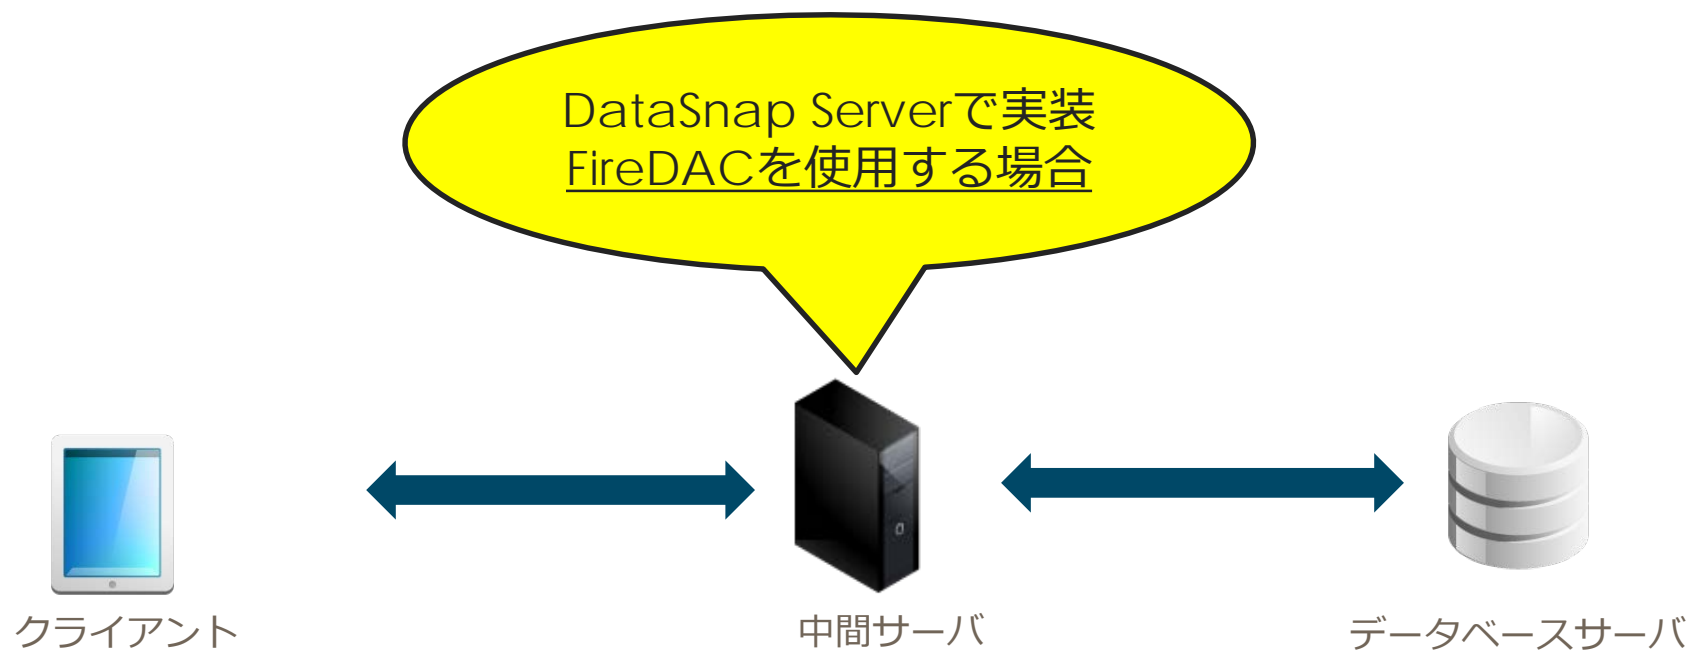 DataSnap Serverで実装
FireDACを使用する場合
クライアント
中間サーバ
データベースサーバ